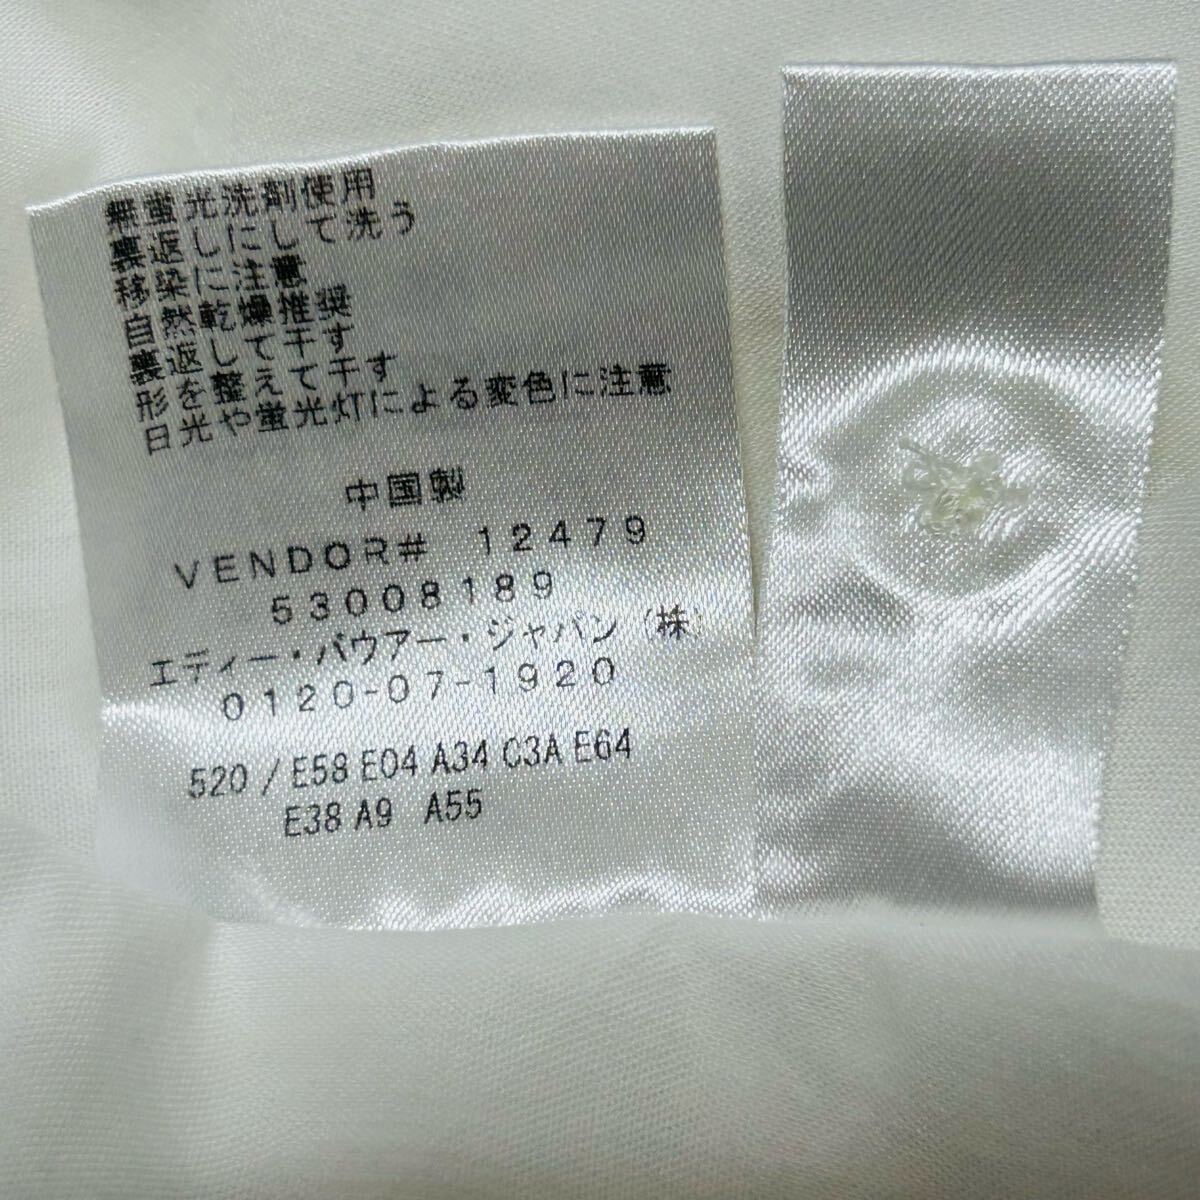 無蛍光洗剤使用
裏返しにして洗う
移染に注意
自然乾燥推奨
裏返して干す
形を整えて干す
日光や蛍光灯による変色に注意
中国製
VENDOR# 12479
53008189
エディー・バウアー・ジャパン（株）
0120-07-1920
520 / E58 E04 A34 C3A E64
E38 A9 A55